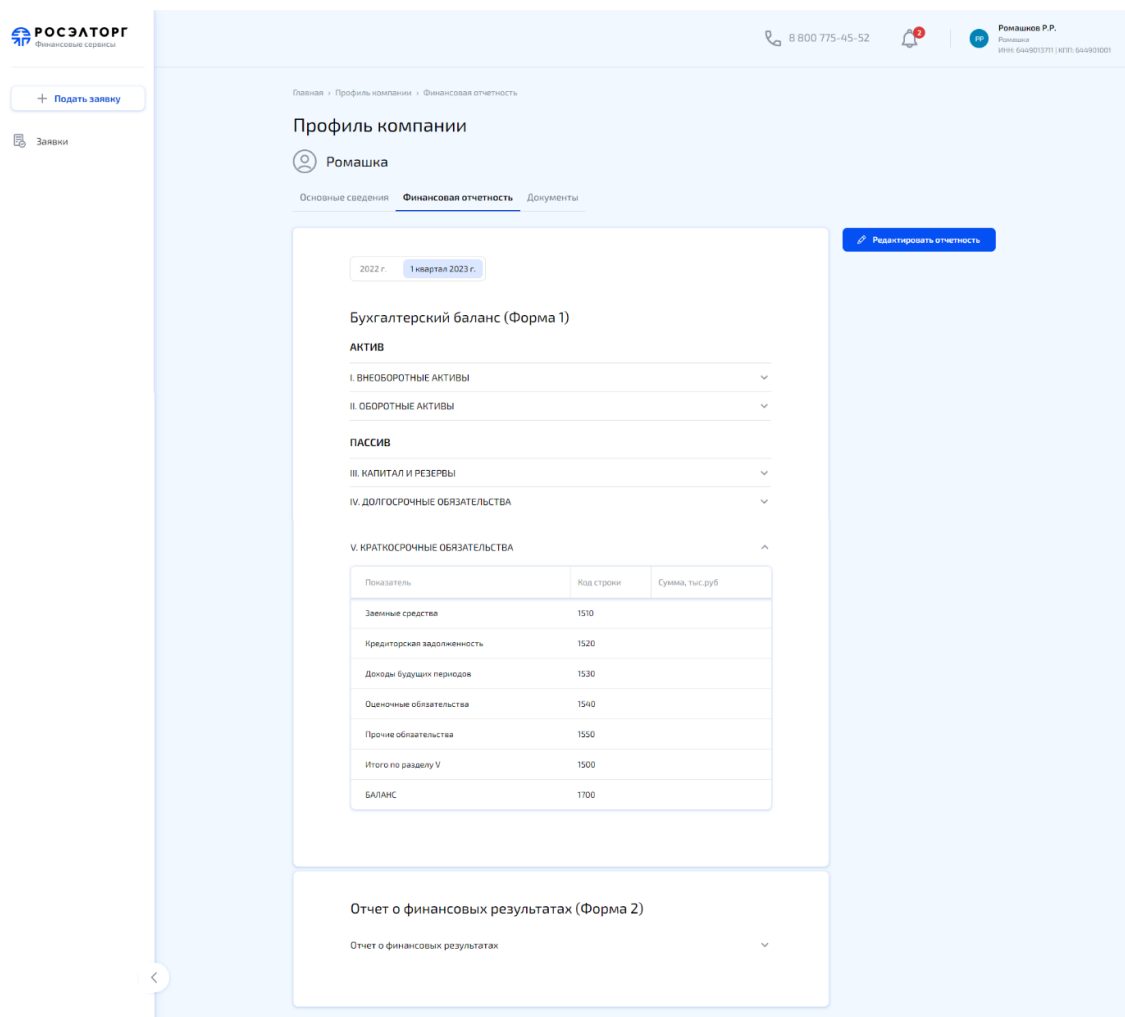 РОСЭЛТОРГ
Финансовые сервисы
8 800 775-45-52
2
РР
Ромашков Р.Р.
Ромашка
ИНН: 6449013711 | КПП: 644901001
Подать заявку
Заявки
Главная › Профиль компании › Финансовая отчетность
Профиль компании
Ромашка
Основные сведения Финансовая отчетность Документы
Редактировать отчетность
2022 г. 1 квартал 2023 г.
Бухгалтерский баланс (Форма 1)
АКТИВ
I. ВНЕОБОРОТНЫЕ АКТИВЫ
II. ОБОРОТНЫЕ АКТИВЫ
ПАССИВ
III. КАПИТАЛ И РЕЗЕРВЫ
IV. ДОЛГОСРОЧНЫЕ ОБЯЗАТЕЛЬСТВА
V. КРАТКОСРОЧНЫЕ ОБЯЗАТЕЛЬСТВА
Показатель Код строки Сумма, тыс.руб
Заемные средства 1510
Кредиторская задолженность 1520
Доходы будущих периодов 1530
Оценочные обязательства 1540
Прочие обязательства 1550
Итого по разделу V 1500
БАЛАНС 1700
Отчет о финансовых результатах (Форма 2)
Отчет о финансовых результатах